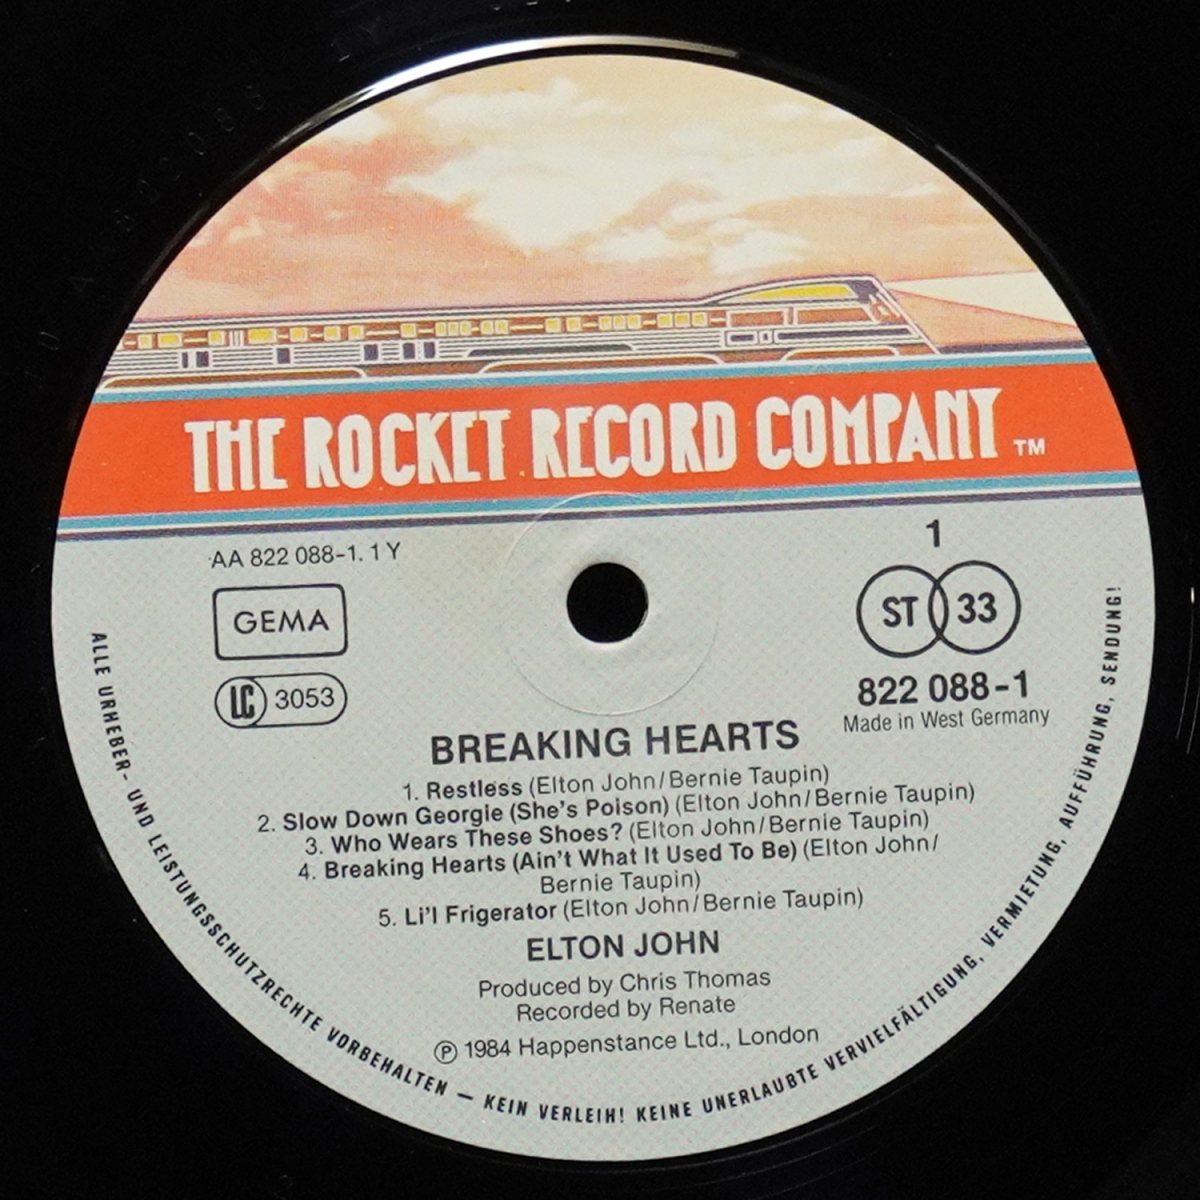 THE ROCKET RECORD COMPANY ™
AA 822 088-1. 1 Y
GEMA
LC 3053
1
ST 33
822 088-1
Made in West Germany
BREAKING HEARTS
1. Restless (Elton John/Bernie Taupin)
2. Slow Down Georgie (She's Poison) (Elton John/Bernie Taupin)
3. Who Wears These Shoes? (Elton John/Bernie Taupin)
4. Breaking Hearts (Ain't What It Used To Be) (Elton John/
Bernie Taupin)
5. Li'l Frigerator (Elton John/Bernie Taupin)
ELTON JOHN
Produced by Chris Thomas
Recorded by Renate
Ⓟ 1984 Happenstance Ltd., London
ALLE URHEBER- UND LEISTUNGSSCHUTZRECHTE VORBEHALTEN – KEIN VERLEIH! KEINE UNERLAUBTE VERVIELFÄLTIGUNG, VERMIETUNG, AUFFÜHRUNG, SENDUNG!